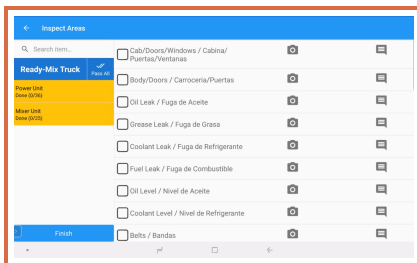 Inspect Areas
Search item...
Ready-Mix Truck
Pass All
Power Unit
Done (0/36)
Mixer Unit
Done (0/25)
Finish
Cab/Doors/Windows / Cabina/
Puertas/Ventanas
Body/Doors / Carroceria/Puertas
Oil Leak / Fuga de Aceite
Grease Leak / Fuga de Grasa
Coolant Leak / Fuga de Refrigerante
Fuel Leak / Fuga de Combustible
Oil Level / Nivel de Aceite
Coolant Level / Nivel de Refrigerante
Belts / Bandas